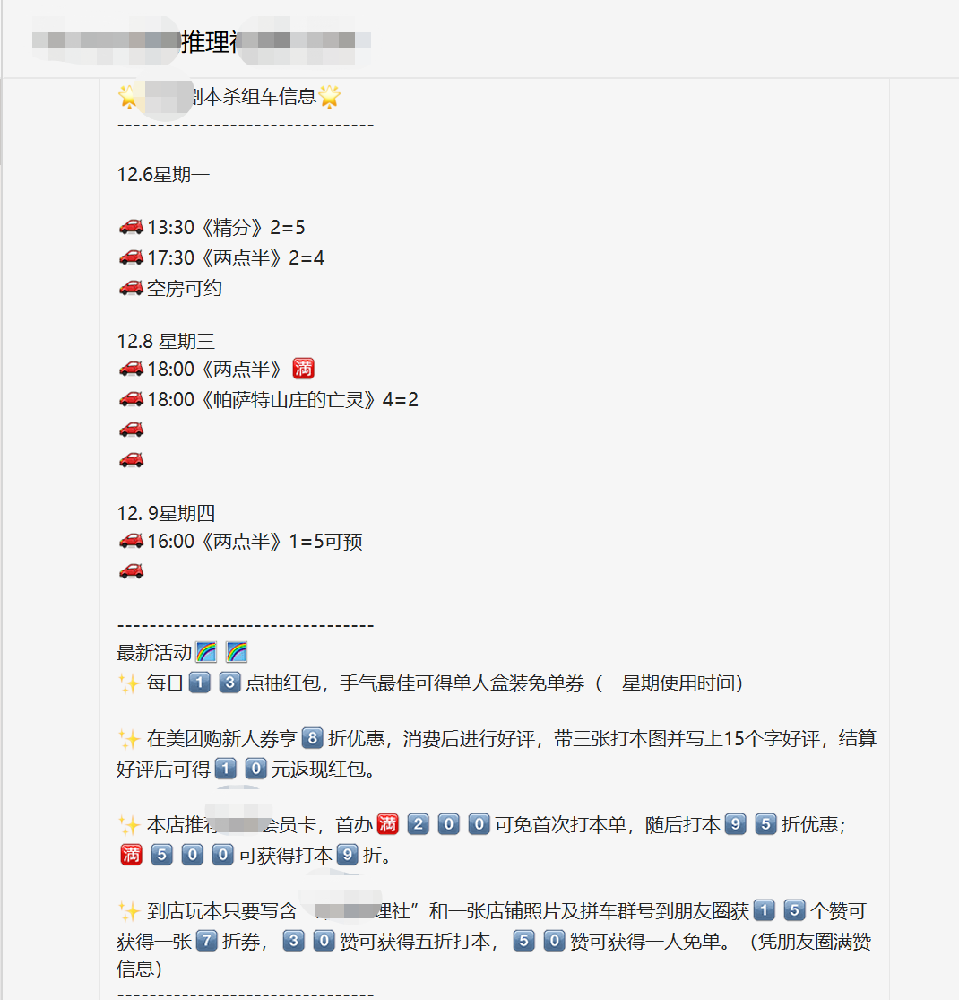 推理
🌟本杀组车信息🌟
--------------------------------
12.6星期一
🚗13:30《精分》2=5
🚗17:30《两点半》2=4
🚗空房可约
12.8 星期三
🚗18:00《两点半》🈵
🚗18:00《帕萨特山庄的亡灵》4=2
🚗
🚗
12. 9星期四
🚗16:00《两点半》1=5可预
🚗
--------------------------------
最新活动🌈 🌈
✨ 每日1️⃣ 3️⃣点抽红包，手气最佳可得单人盒装免单券（一星期使用时间）
✨ 在美团购新人券享8️⃣折优惠，消费后进行好评，带三张打本图并写上15个字好评，结算
好评后可得1️⃣ 0️⃣元返现红包。
✨ 本店推会员卡，首办🈵 2️⃣ 0️⃣ 0️⃣可免首次打本单，随后打本9️⃣ 5️⃣折优惠；
🈵 5️⃣ 0️⃣ 0️⃣可获得打本9️⃣折。
✨ 到店玩本只要写含 理社”和一张店铺照片及拼车群号到朋友圈获1️⃣ 5️⃣个赞可
获得一张7️⃣折券，3️⃣ 0️⃣赞可获得五折打本，5️⃣ 0️⃣赞可获得一人免单。（凭朋友圈满赞
信息）
--------------------------------